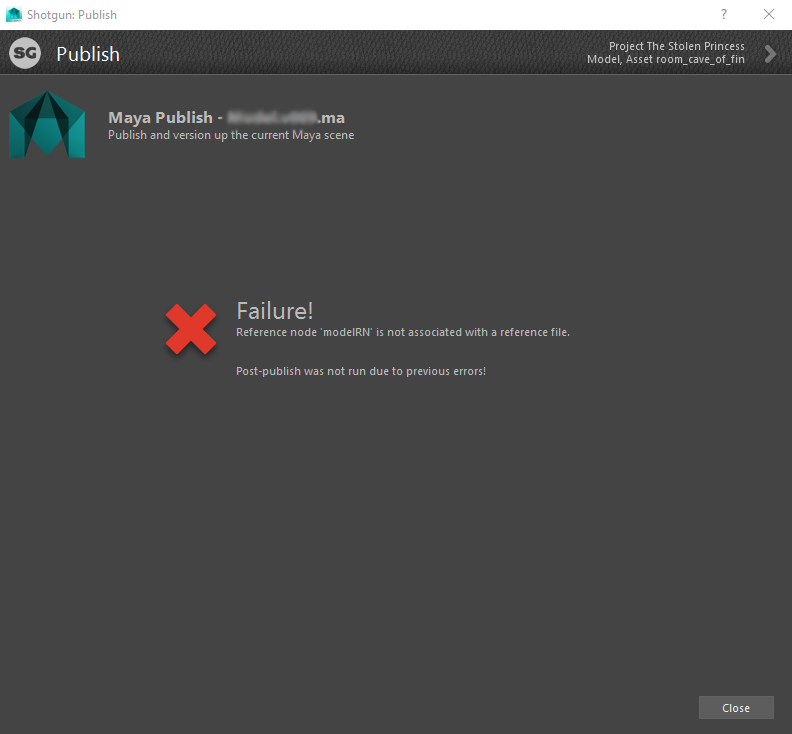 Shotgun: Publish
?
SG
Publish
Project The Stolen Princess
Model, Asset room_cave_of_fin
Maya Publish - .ma
Publish and version up the current Maya scene
Failure!
Reference node 'modelRN' is not associated with a reference file.
Post-publish was not run due to previous errors!
Close